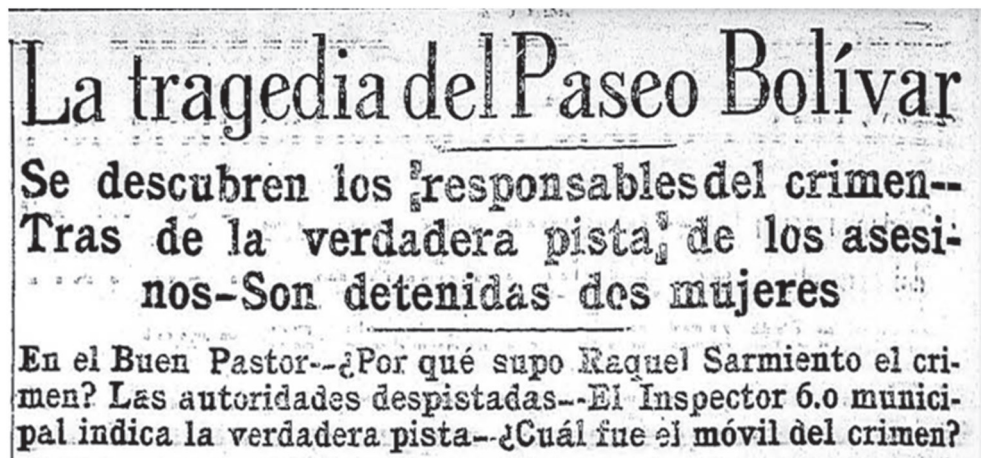 La tragedia del Paseo Bolívar
Se descubren los responsables del crimen--
Tras de la verdadera pista de los asesi-
nos-Son detenidas dos mujeres
En el Buen Pastor--¿Por qué supo Raquel Sarmiento el cri-
men? Las autoridades despistadas--El Inspector 6.o munici-
pal indica la verdadera pista--¿Cuál fue el móvil del crimen?